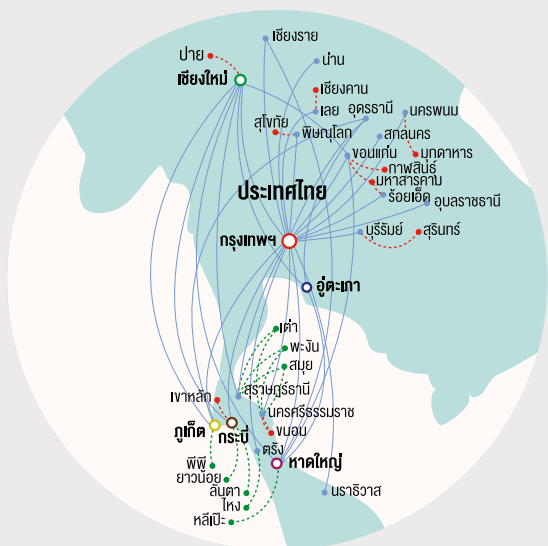 เชียงราย
ปาย
น่าน
เชียงใหม่
เชียงคาน
เลย
อุดรธานี
นครพนม
สุโขทัย
พิษณุโลก
สกลนคร
ขอนแก่น
มุกดาหาร
กาฬสินธุ์
มหาสารคาม
ร้อยเอ็ด
ประเทศไทย
อุบลราชธานี
กรุงเทพฯ
บุรีรัมย์
สุรินทร์
อู่ตะเภา
เต่า
พะงัน
สมุย
สุราษฎร์ธานี
เขาหลัก
นครศรีธรรมราช
ขนอม
ภูเก็ต
กระบี่
ตรัง
หาดใหญ่
พีพี
ยาวน้อย
ลันตา
ไหง
หลีเป๊ะ
นราธิวาส